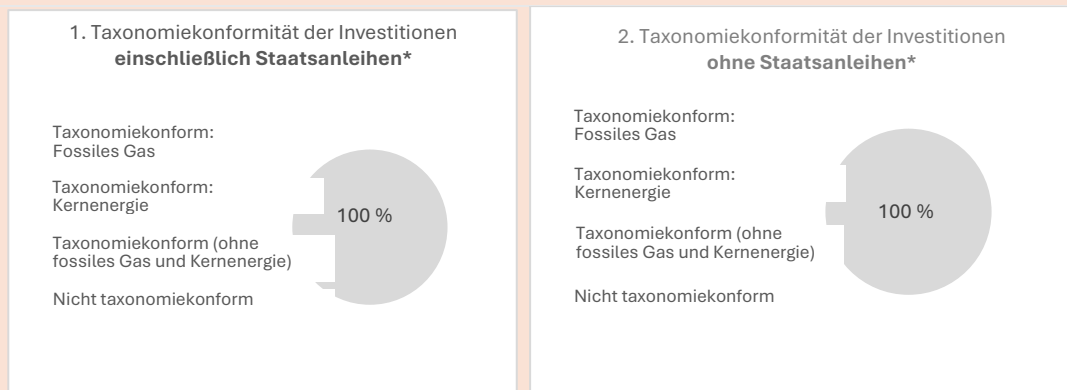 1. Taxonomiekonformität der Investitionen
einschließlich Staatsanleihen*
Taxonomiekonform:
Fossiles Gas
Taxonomiekonform:
Kernenergie
Taxonomiekonform (ohne
fossiles Gas und Kernenergie)
Nicht taxonomiekonform
100 %
2. Taxonomiekonformität der Investitionen
ohne Staatsanleihen*
Taxonomiekonform:
Fossiles Gas
Taxonomiekonform:
Kernenergie
Taxonomiekonform (ohne
fossiles Gas und Kernenergie)
Nicht taxonomiekonform
100 %